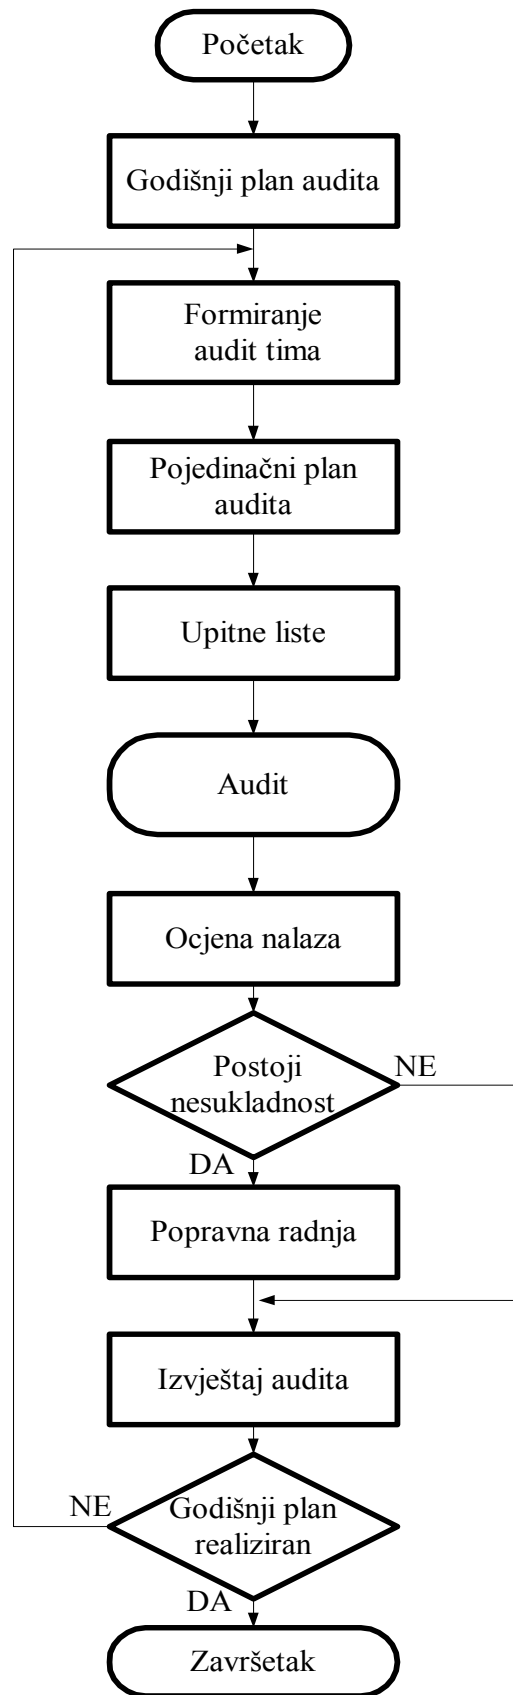 Početak
Godišnji plan audita
Formiranje
audit tima
Pojedinačni plan
audita
Upitne liste
Audit
Ocjena nalaza
Postoji
nesukladnost
NE
DA
Popravna radnja
Izvještaj audita
NE
Godišnji plan
realiziran
DA
Završetak